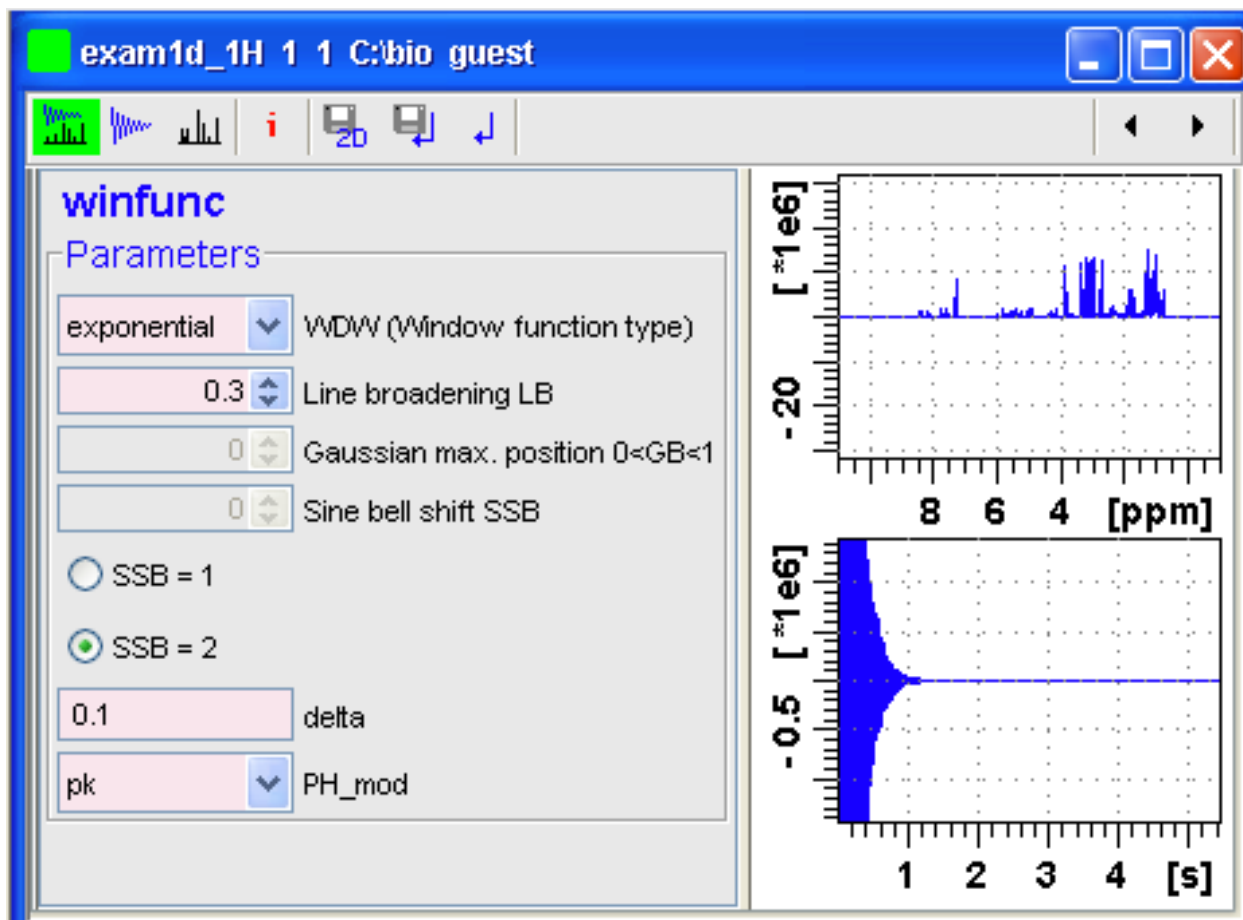 exam1d_1H 1 1 C:\bio guest
i
2D
winfunc
Parameters
exponential WDW (Window function type)
0.3 Line broadening LB
0 Gaussian max. position 0<GB<1
0 Sine bell shift SSB
SSB = 1
SSB = 2
0.1 delta
pk PH_mod
-20 [ *1e6]
8 6 4 [ppm]
-0.5 [ *1e6]
1 2 3 4 [s]